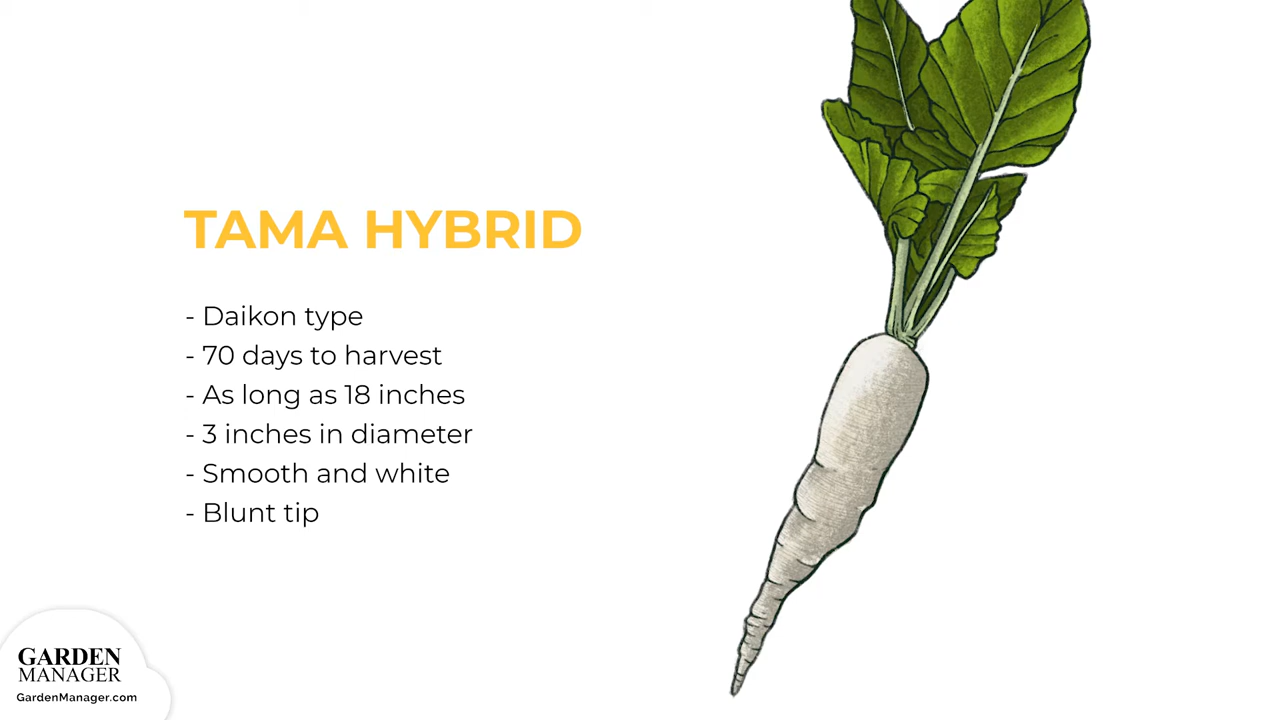 TAMA HYBRID
- Daikon type
- 70 days to harvest
- As long as 18 inches
- 3 inches in diameter
- Smooth and white
- Blunt tip
GARDEN
MANAGER
GardenManager.com